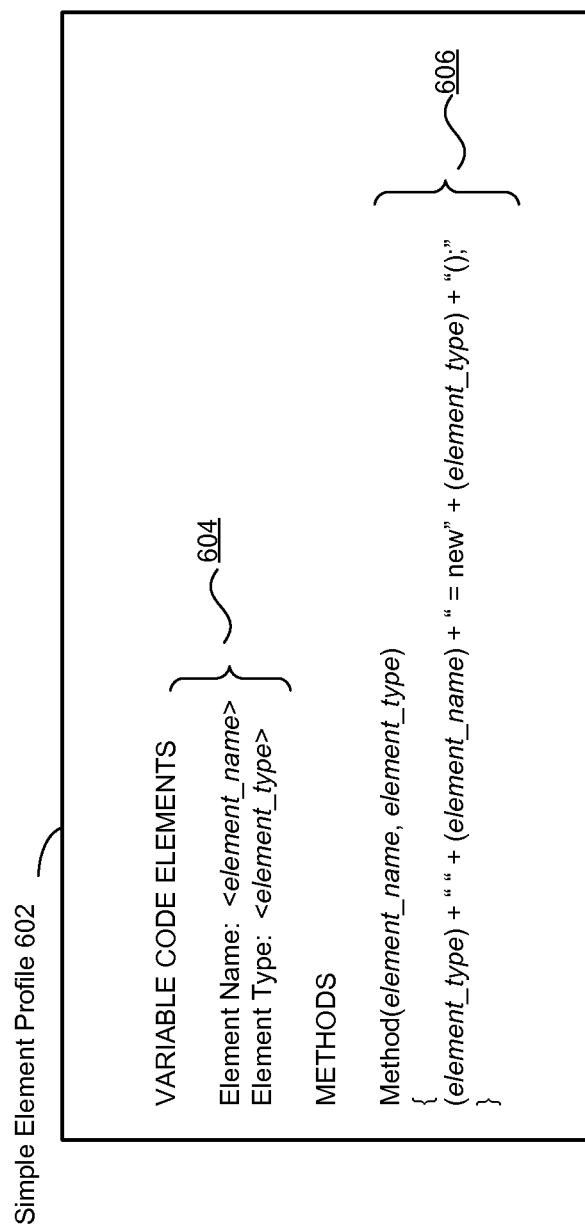 Simple Element Profile 602
VARIABLE CODE ELEMENTS
Element Name: <element_name>
Element Type: <element_type>
604
METHODS
Method(element_name, element_type)
{
(element_type) + “ “ + (element_name) + “ = new” + (element_type) + “();”
}
606